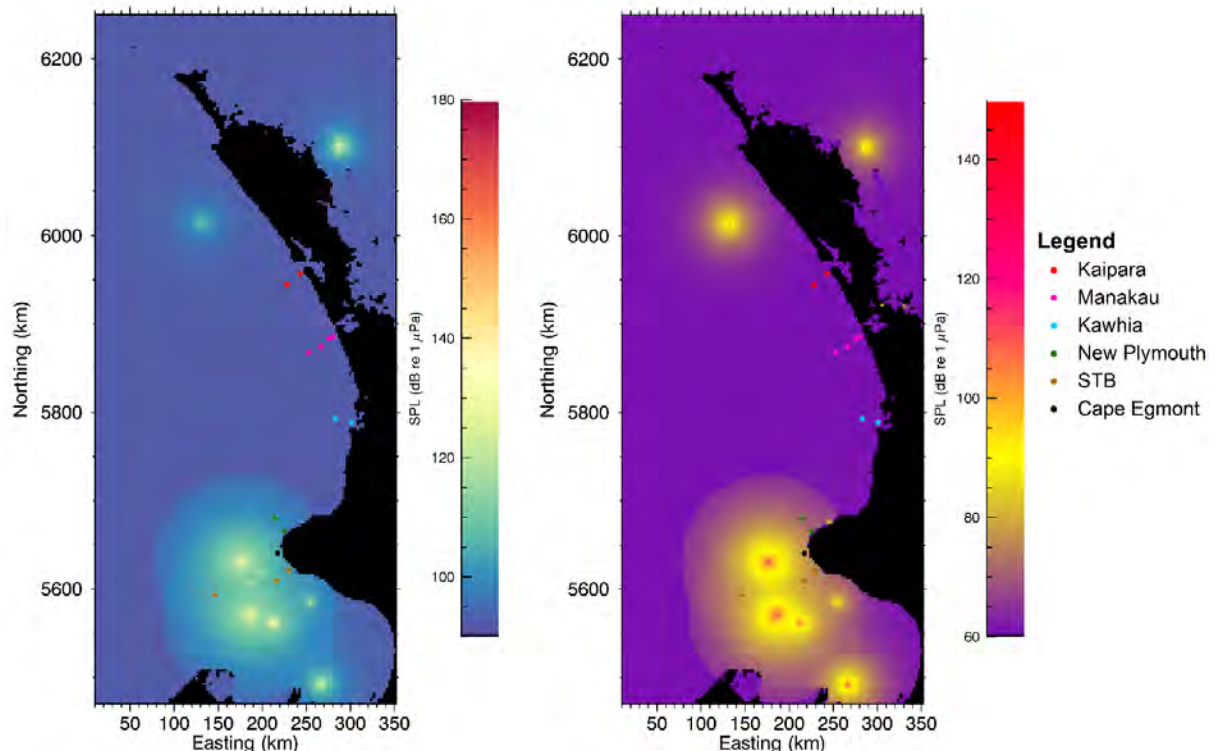 6200
6000
5800
5600
Northing (km)
50 100 150 200 250 300 350
Easting (km)
180
160
140
120
100
SPL (dB re 1 µPa)
6200
6000
5800
5600
Northing (km)
50 100 150 200 250 300 350
Easting (km)
140
120
100
80
60
SPL (dB re 1 µPa)
Legend
Kaipara
Manakau
Kawhia
New Plymouth
STB
Cape Egmont